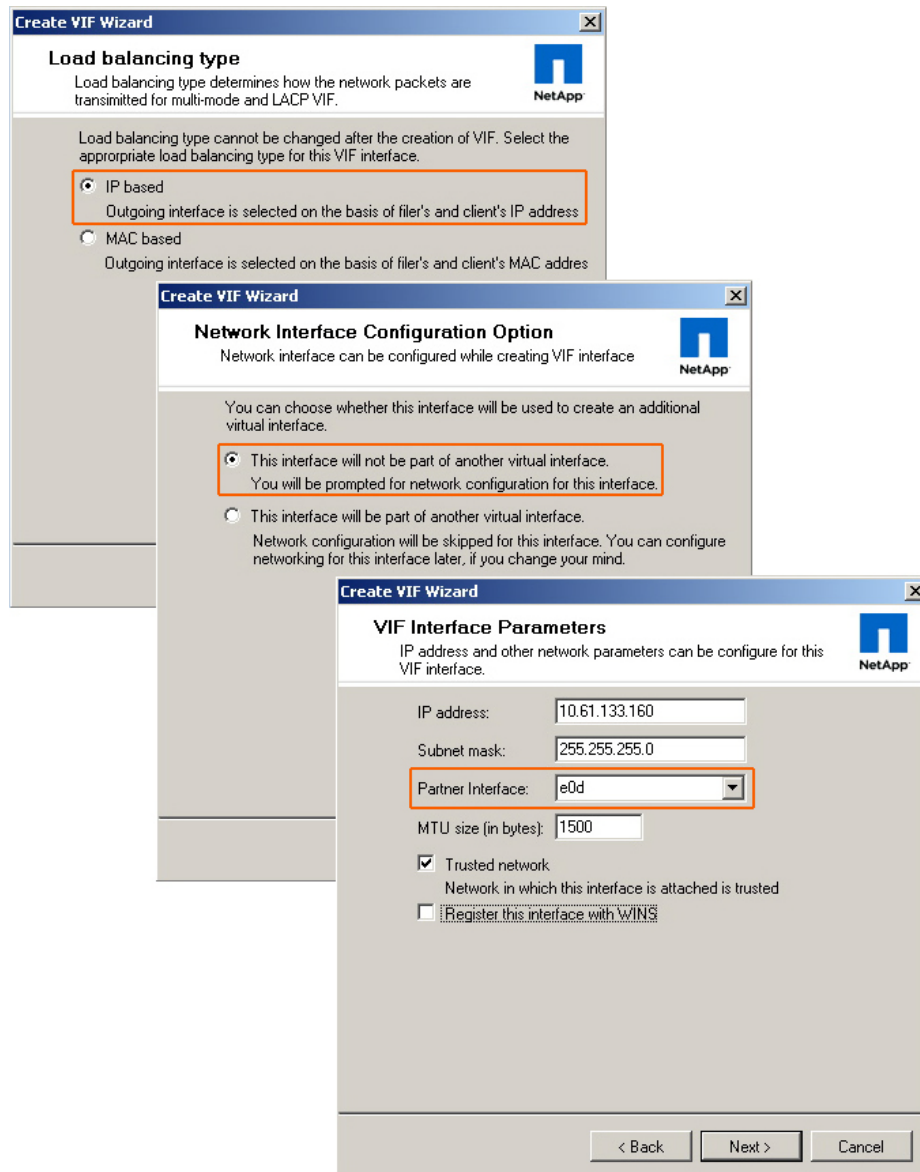 Create VIF Wizard
Load balancing type
Load balancing type determines how the network packets are
transimitted for multi-mode and LACP VIF.
NetApp
Load balancing type cannot be changed after the creation of VIF. Select the
approrpriate load balancing type for this VIF interface.
IP based
Outgoing interface is selected on the basis of filer's and client's IP address
MAC based
Outgoing interface is selected on the basis of filer's and client's MAC addres
Create VIF Wizard
Network Interface Configuration Option
Network interface can be configured while creating VIF interface
NetApp
You can choose whether this interface will be used to create an additional
virtual interface.
This interface will not be part of another virtual interface.
You will be prompted for network configuration for this interface.
This interface will be part of another virtual interface.
Network configuration will be skipped for this interface. You can configure
networking for this interface later, if you change your mind.
Create VIF Wizard
VIF Interface Parameters
IP address and other network parameters can be configure for this
VIF interface.
NetApp
IP address: 10.61.133.160
Subnet mask: 255.255.255.0
Partner Interface: e0d
MTU size (in bytes): 1500
Trusted network
Network in which this interface is attached is trusted
Register this interface with WINS
< Back Next > Cancel